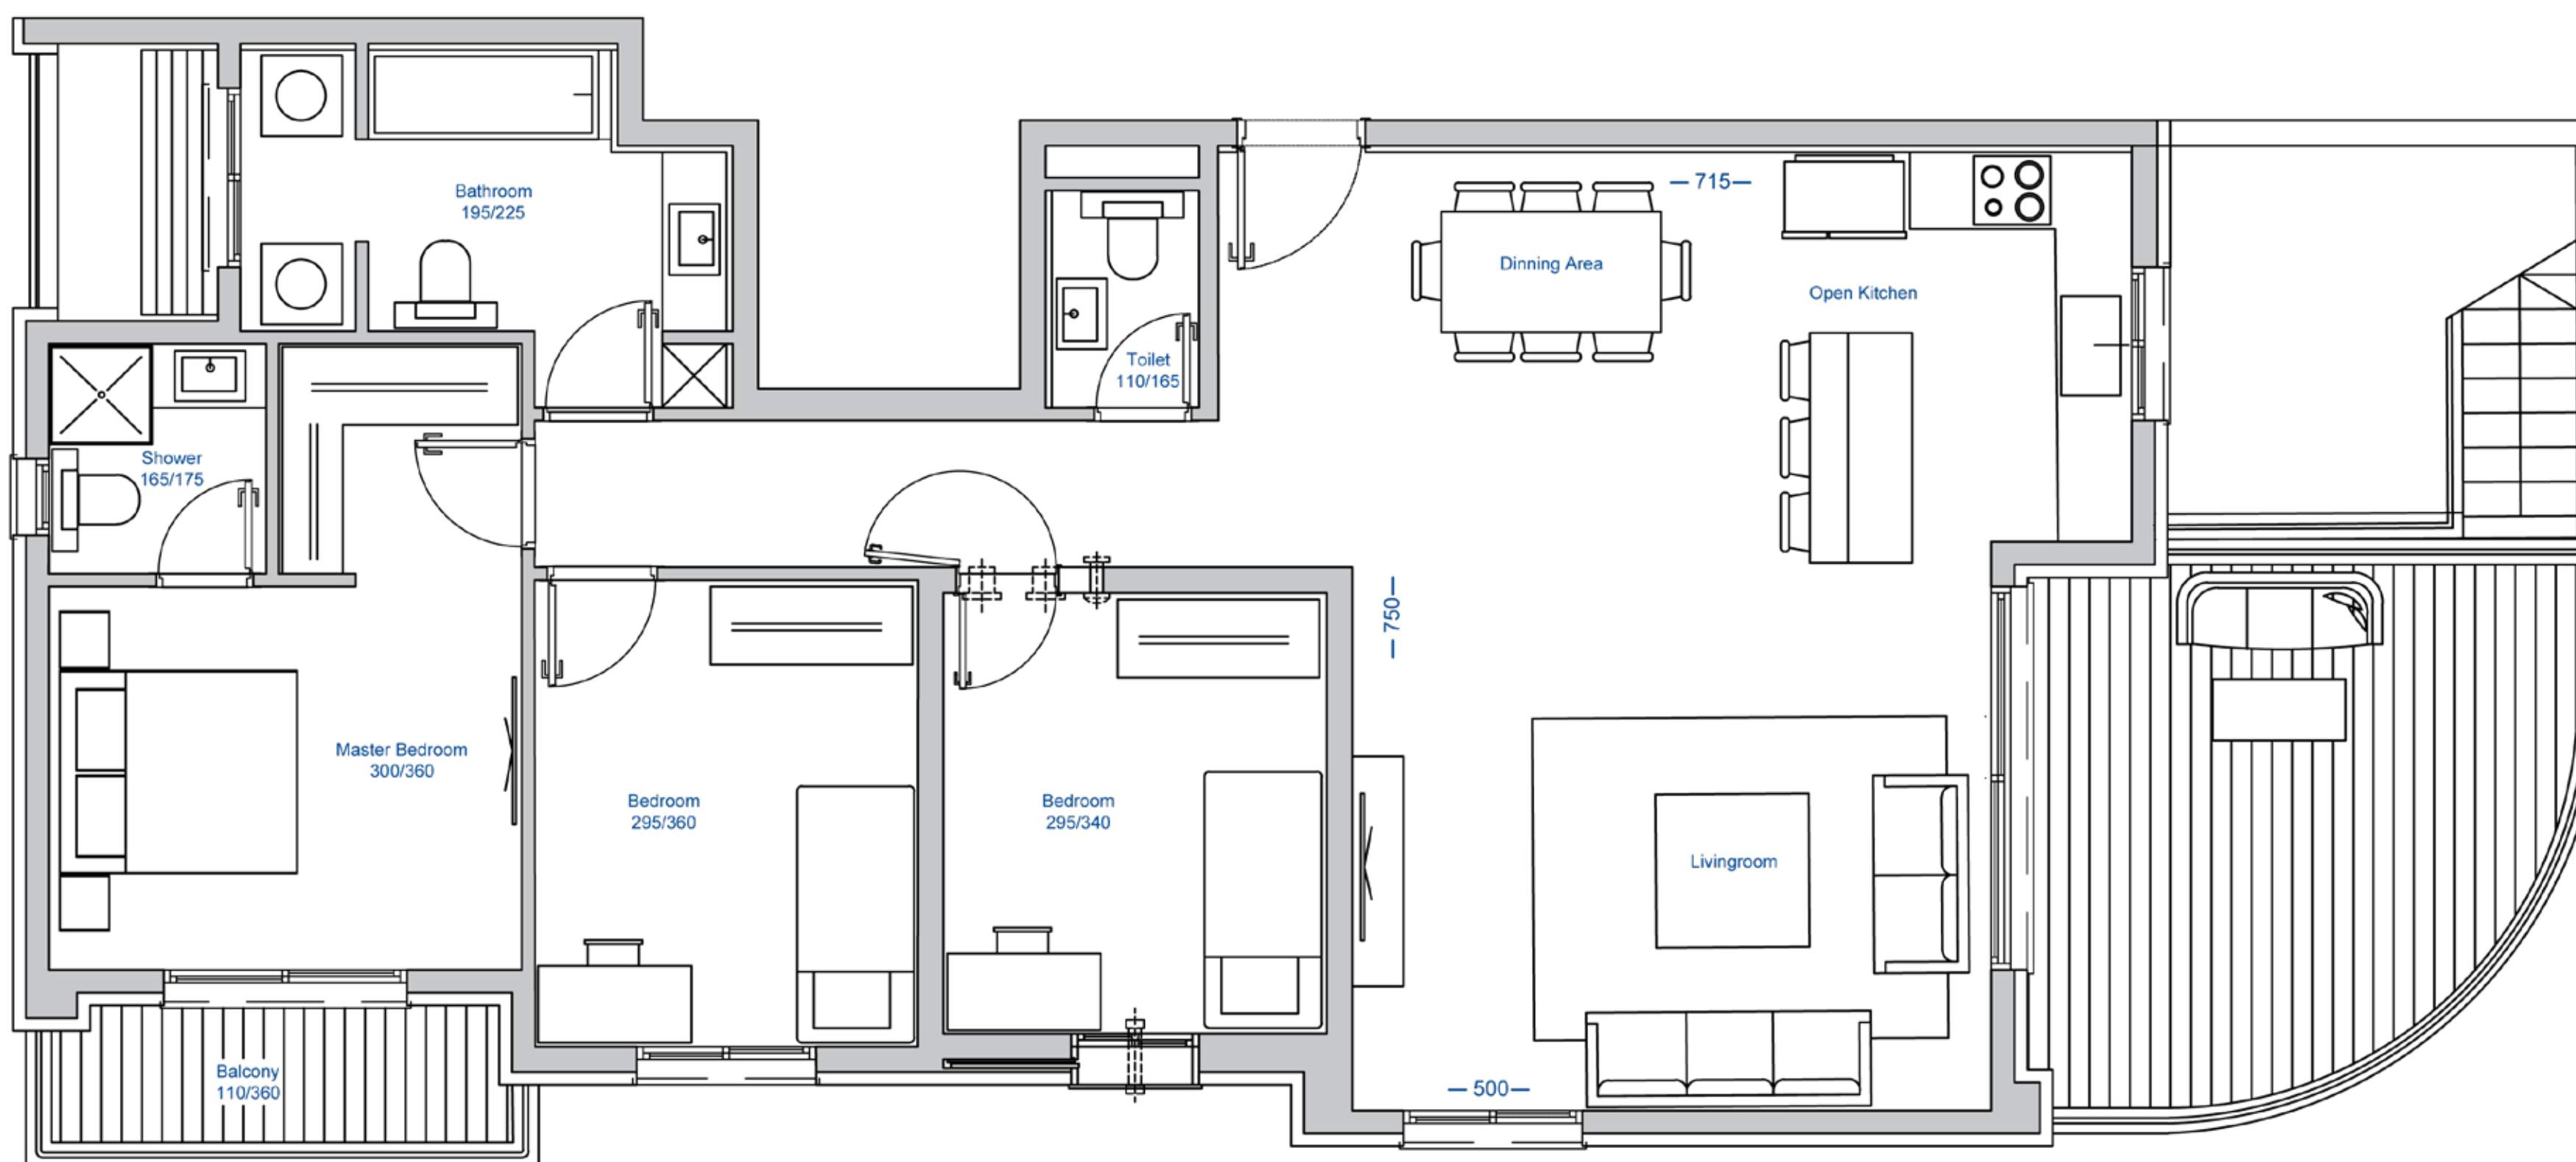 Bathroom
195/225
— 715—
Dinning Area
Open Kitchen
Toilet
110/165
Shower
165/175
— 750—
Master Bedroom
300/360
Bedroom
295/360
Bedroom
295/340
Livingroom
Balcony
110/360
— 500—